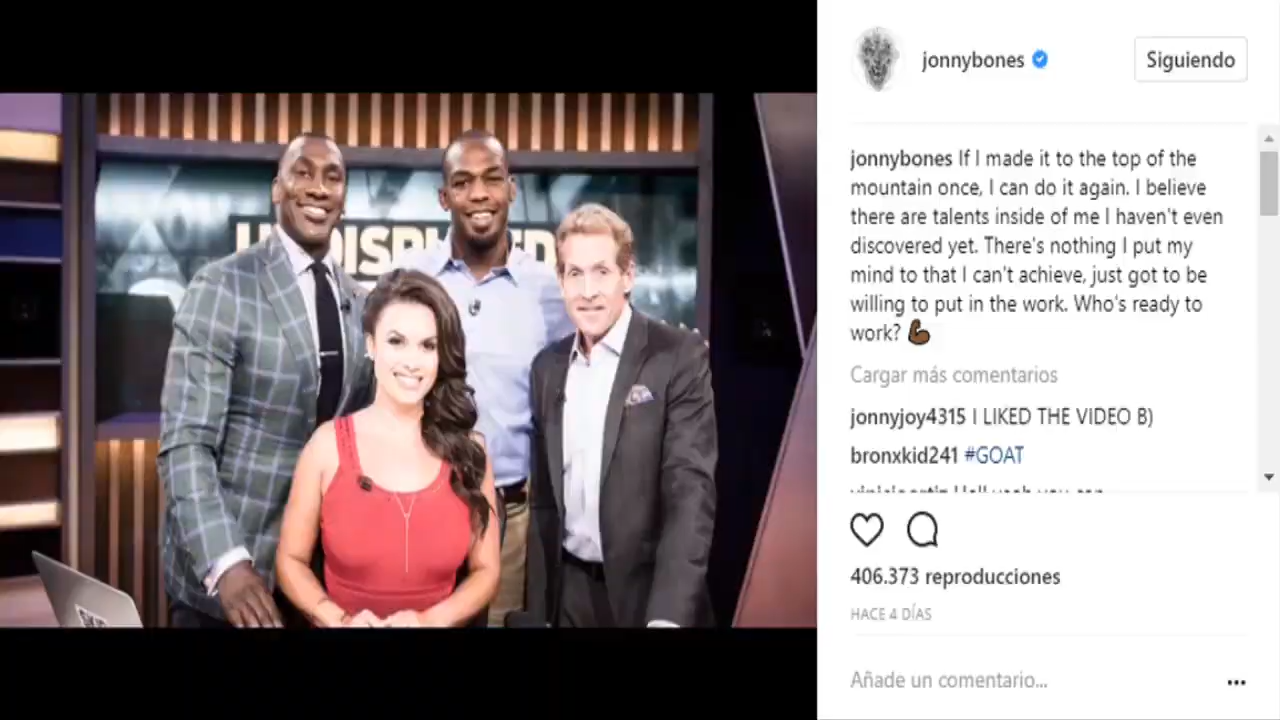 UNDISPUTED
jonnybones
Siguiendo
jonnybones If I made it to the top of the
mountain once, I can do it again. I believe
there are talents inside of me I haven't even
discovered yet. There's nothing I put my
mind to that I can't achieve, just got to be
willing to put in the work. Who's ready to
work? 💪🏾
Cargar más comentarios
jonnyjoy4315 I LIKED THE VIDEO B)
bronxkid241 #GOAT
406.373 reproducciones
HACE 4 DÍAS
Añade un comentario...